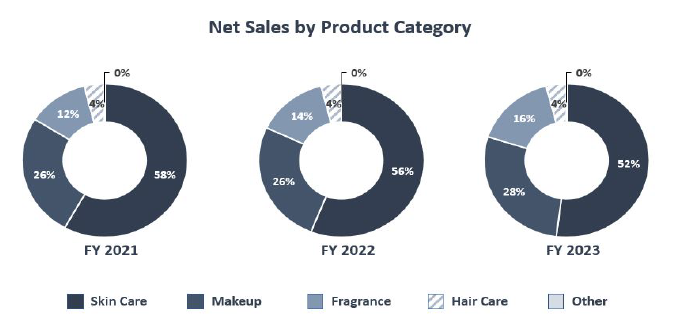 Net Sales by Product Category
0%
4%
12%
26%
58%
FY 2021
0%
4%
14%
26%
56%
FY 2022
0%
4%
16%
28%
52%
FY 2023
Skin Care
Makeup
Fragrance
Hair Care
Other